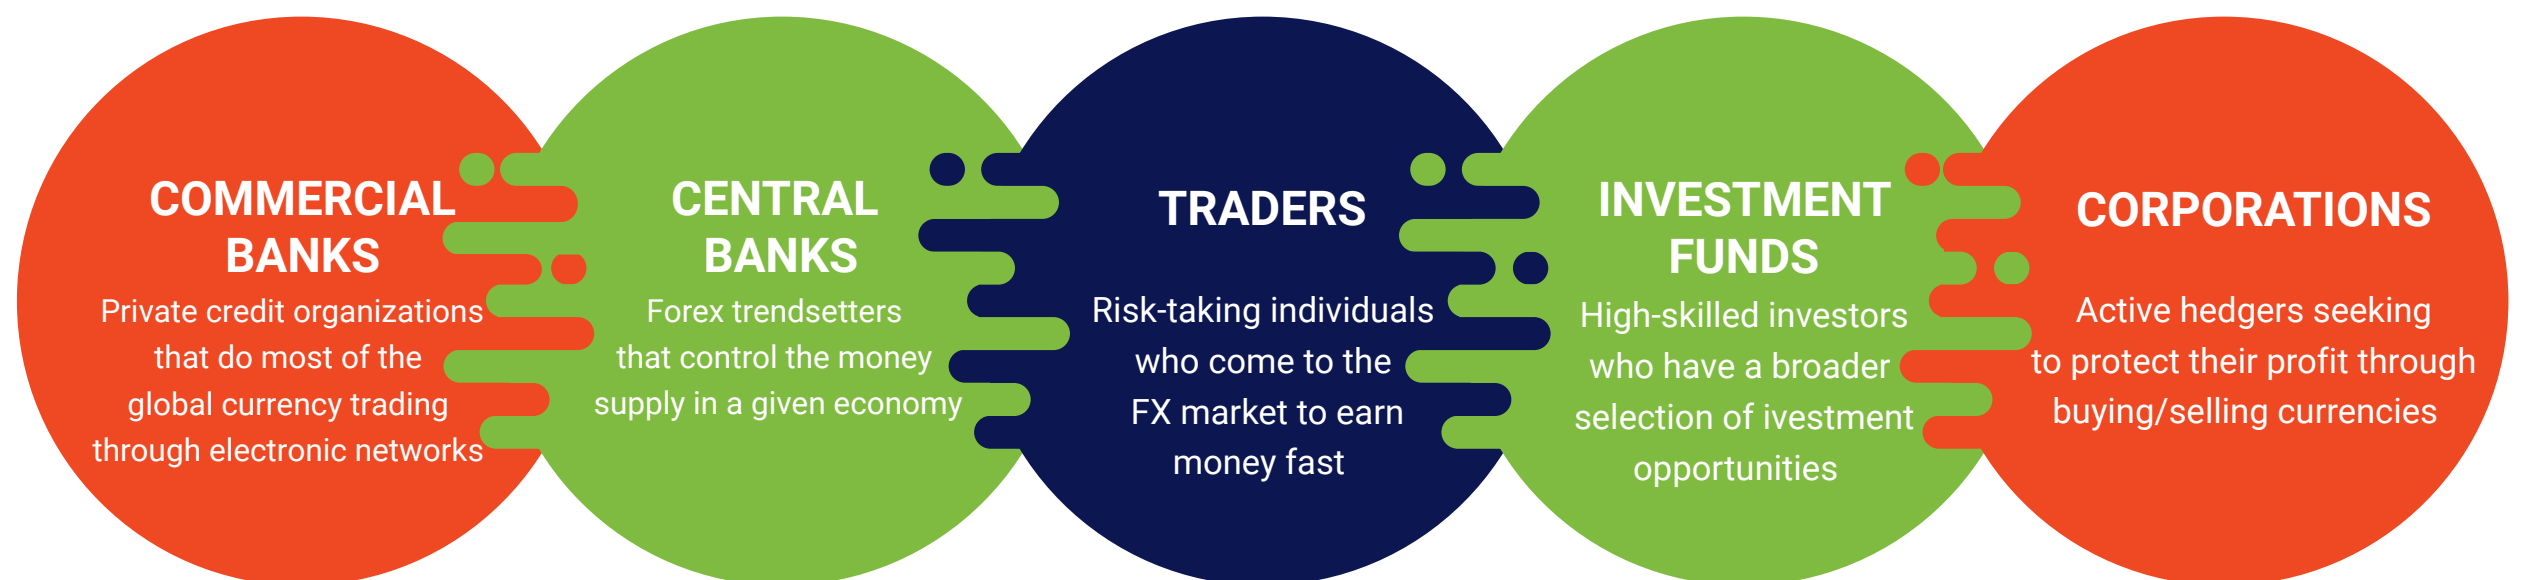 COMMERCIAL
BANKS
Private credit organizations
that do most of the
global currency trading
through electronic networks
CENTRAL
BANKS
Forex trendsetters
that control the money
supply in a given economy
TRADERS
Risk-taking individuals
who come to the
FX market to earn
money fast
INVESTMENT
FUNDS
High-skilled investors
who have a broader
selection of ivestment
opportunities
CORPORATIONS
Active hedgers seeking
to protect their profit through
buying/selling currencies